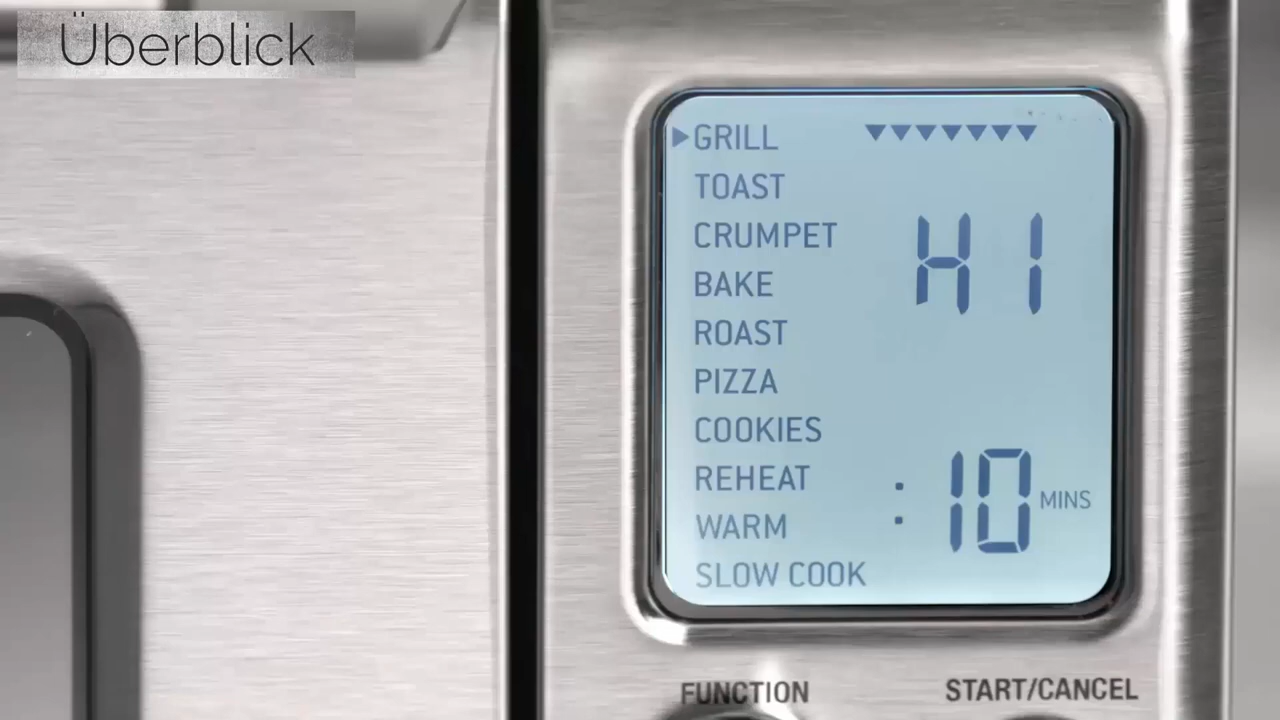 Überblick
GRILL
TOAST
CRUMPET
HI
BAKE
ROAST
PIZZA
COOKIES
REHEAT
:10 MINS
WARM
SLOW COOK
FUNCTION
START/CANCEL